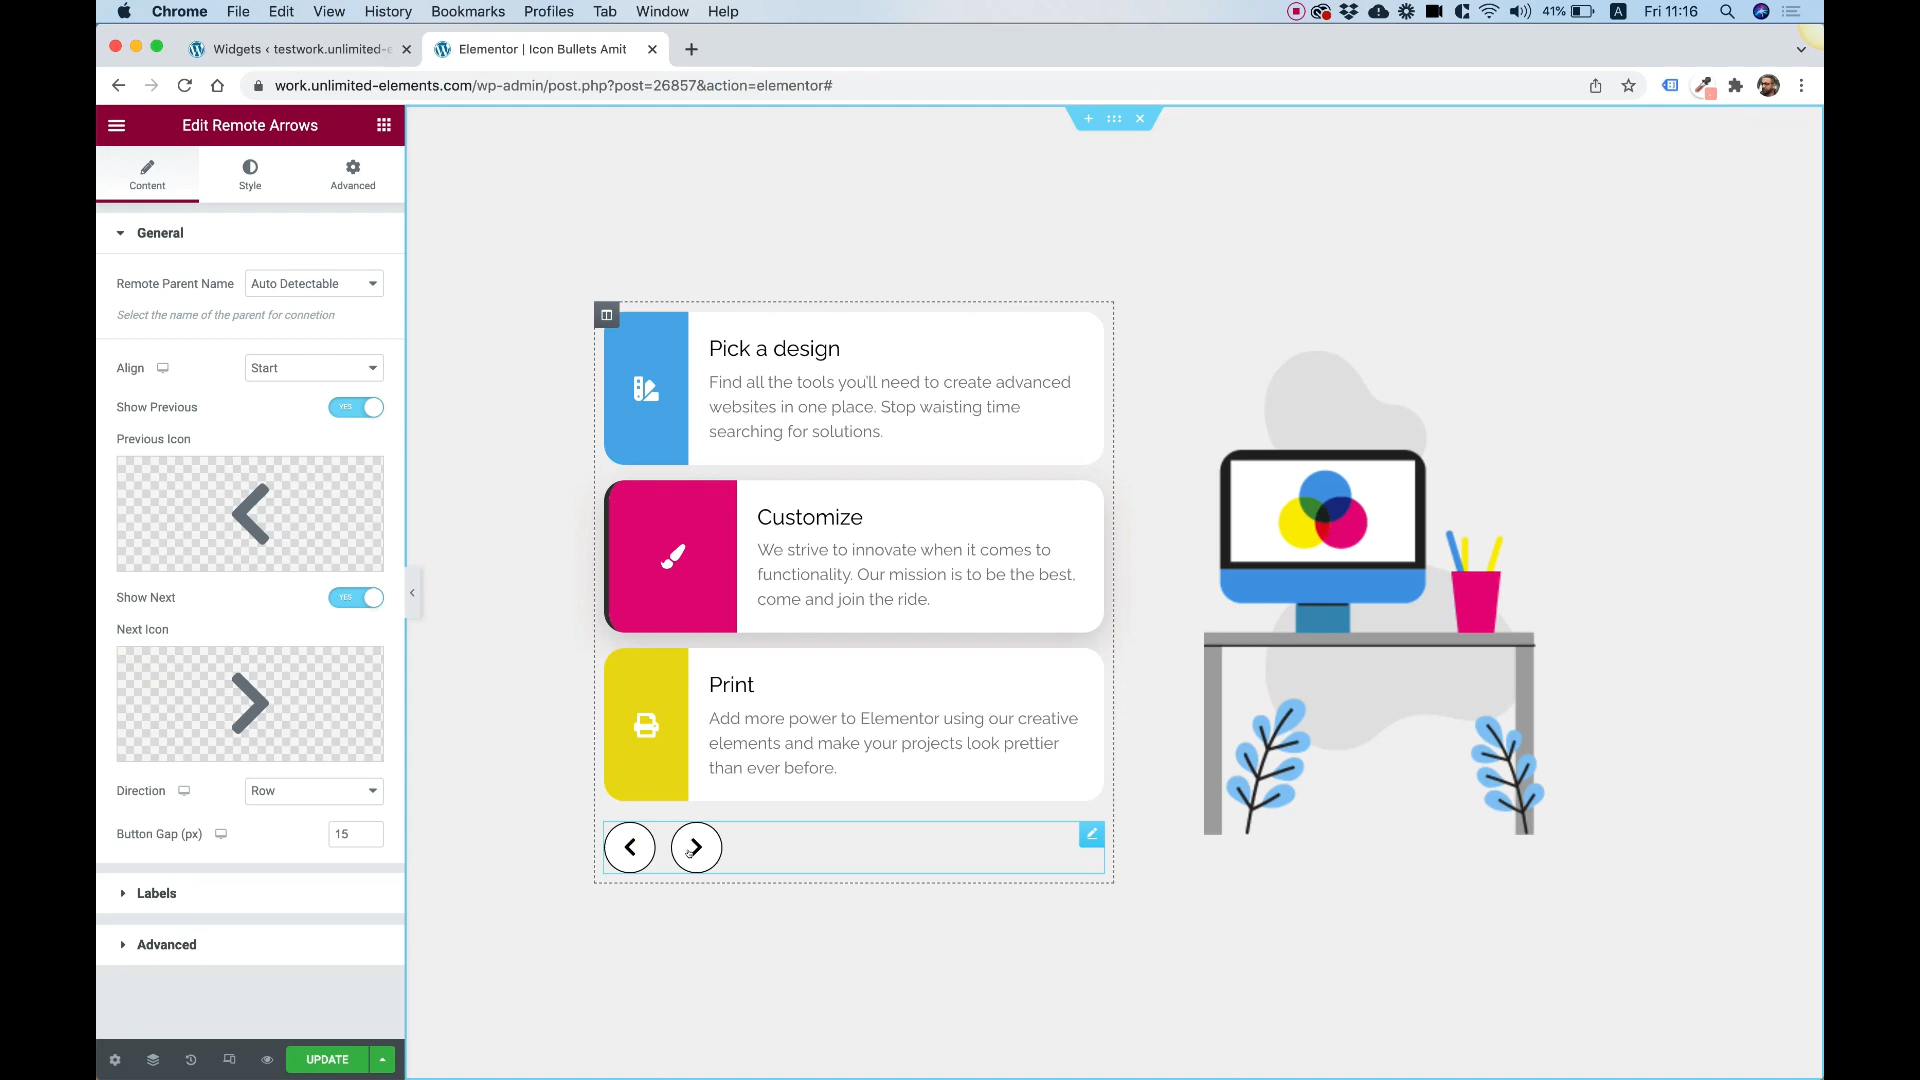 Chrome File Edit View History Bookmarks Profiles Tab Window Help 41% A Fri 11:16
Widgets ‹ testwork.unlimited-e
Elementor | Icon Bullets Amit
work.unlimited-elements.com/wp-admin/post.php?post=26857&action=elementor#
Edit Remote Arrows
Content Style Advanced
General
Remote Parent Name Auto Detectable
Select the name of the parent for connetion
Align Start
Show Previous YES
Previous Icon
Show Next YES
Next Icon
Direction Row
Button Gap (px) 15
Labels
Advanced
UPDATE
Pick a design
Find all the tools you'll need to create advanced
websites in one place. Stop waisting time
searching for solutions.
Customize
We strive to innovate when it comes to
functionality. Our mission is to be the best,
come and join the ride.
Print
Add more power to Elementor using our creative
elements and make your projects look prettier
than ever before.